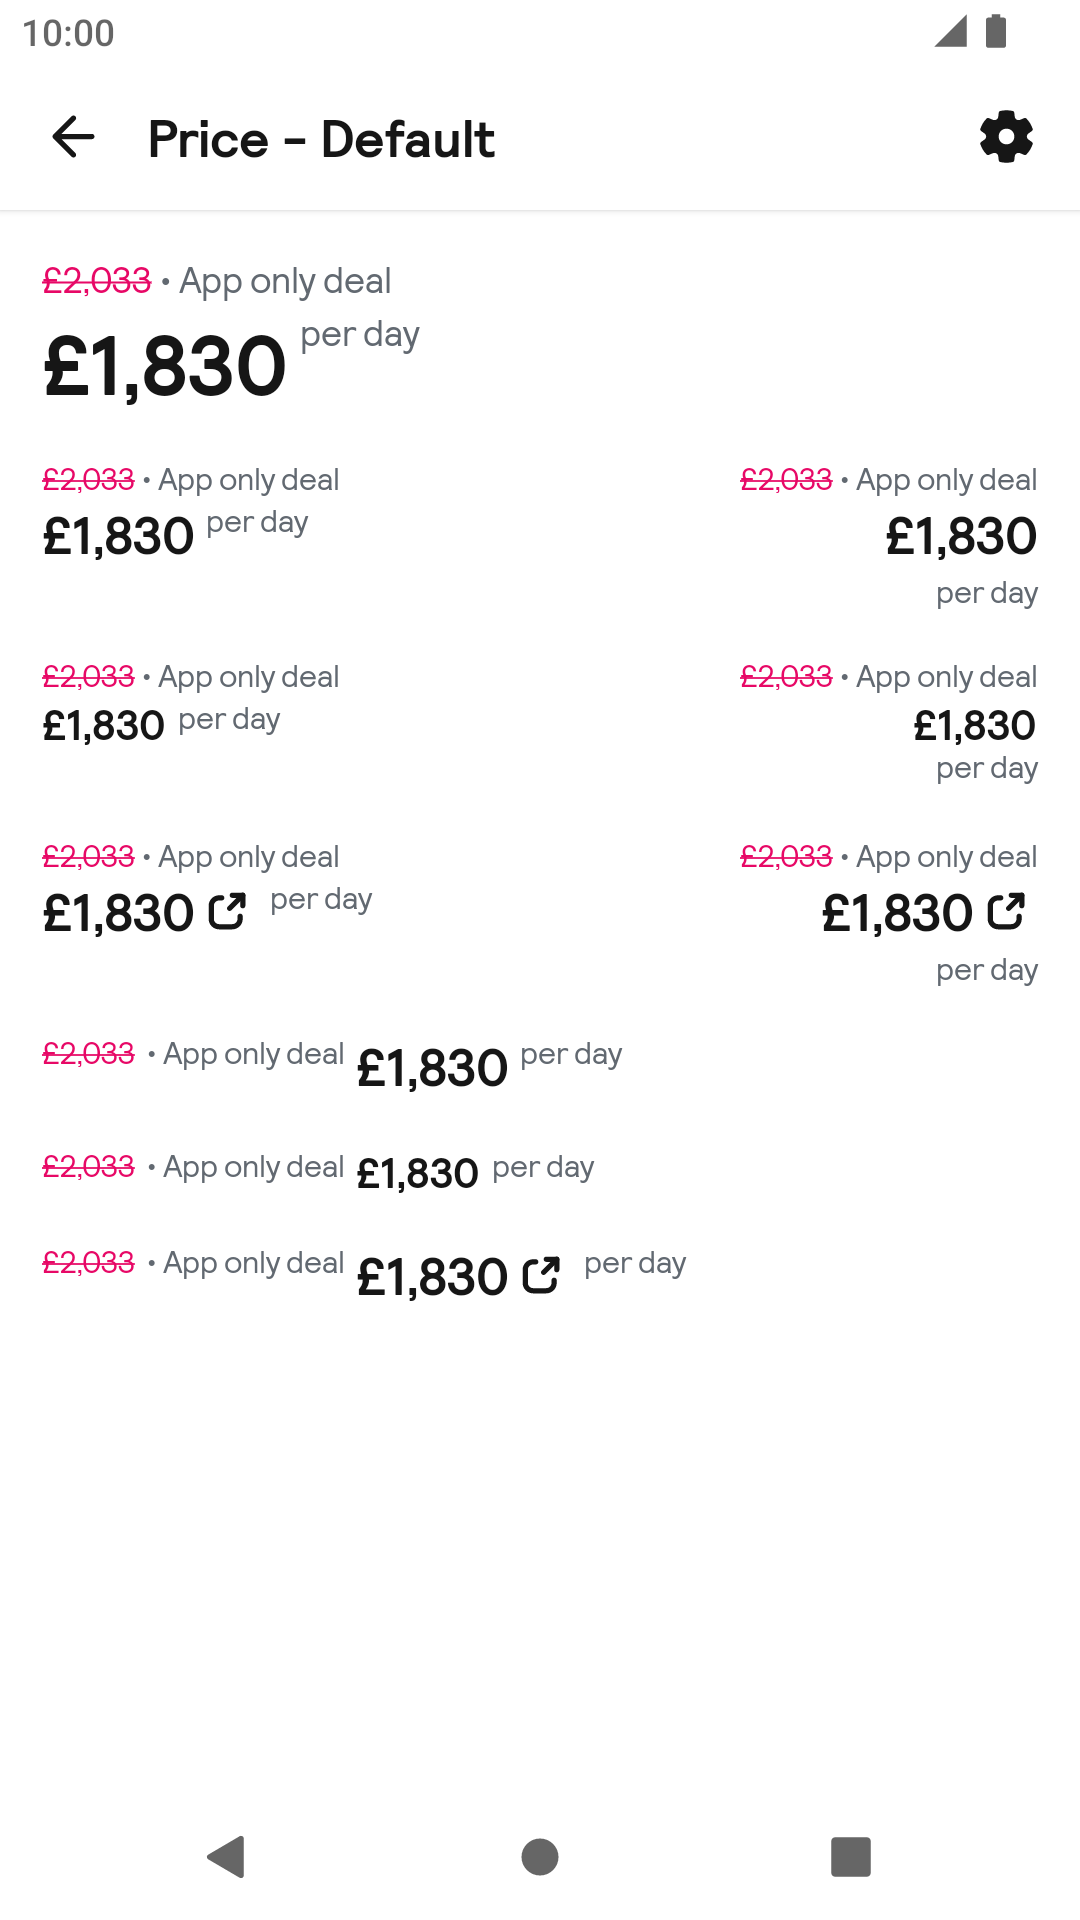 10:00
Price - Default
£2,033 • App only deal
£1,830 per day
£2,033 • App only deal
£1,830 per day
£2,033 • App only deal
£1,830
per day
£2,033 • App only deal
£1,830 per day
£2,033 • App only deal
£1,830
per day
£2,033 • App only deal
£1,830 per day
£2,033 • App only deal
£1,830
per day
£2,033 • App only deal £1,830 per day
£2,033 • App only deal £1,830 per day
£2,033 • App only deal £1,830 per day